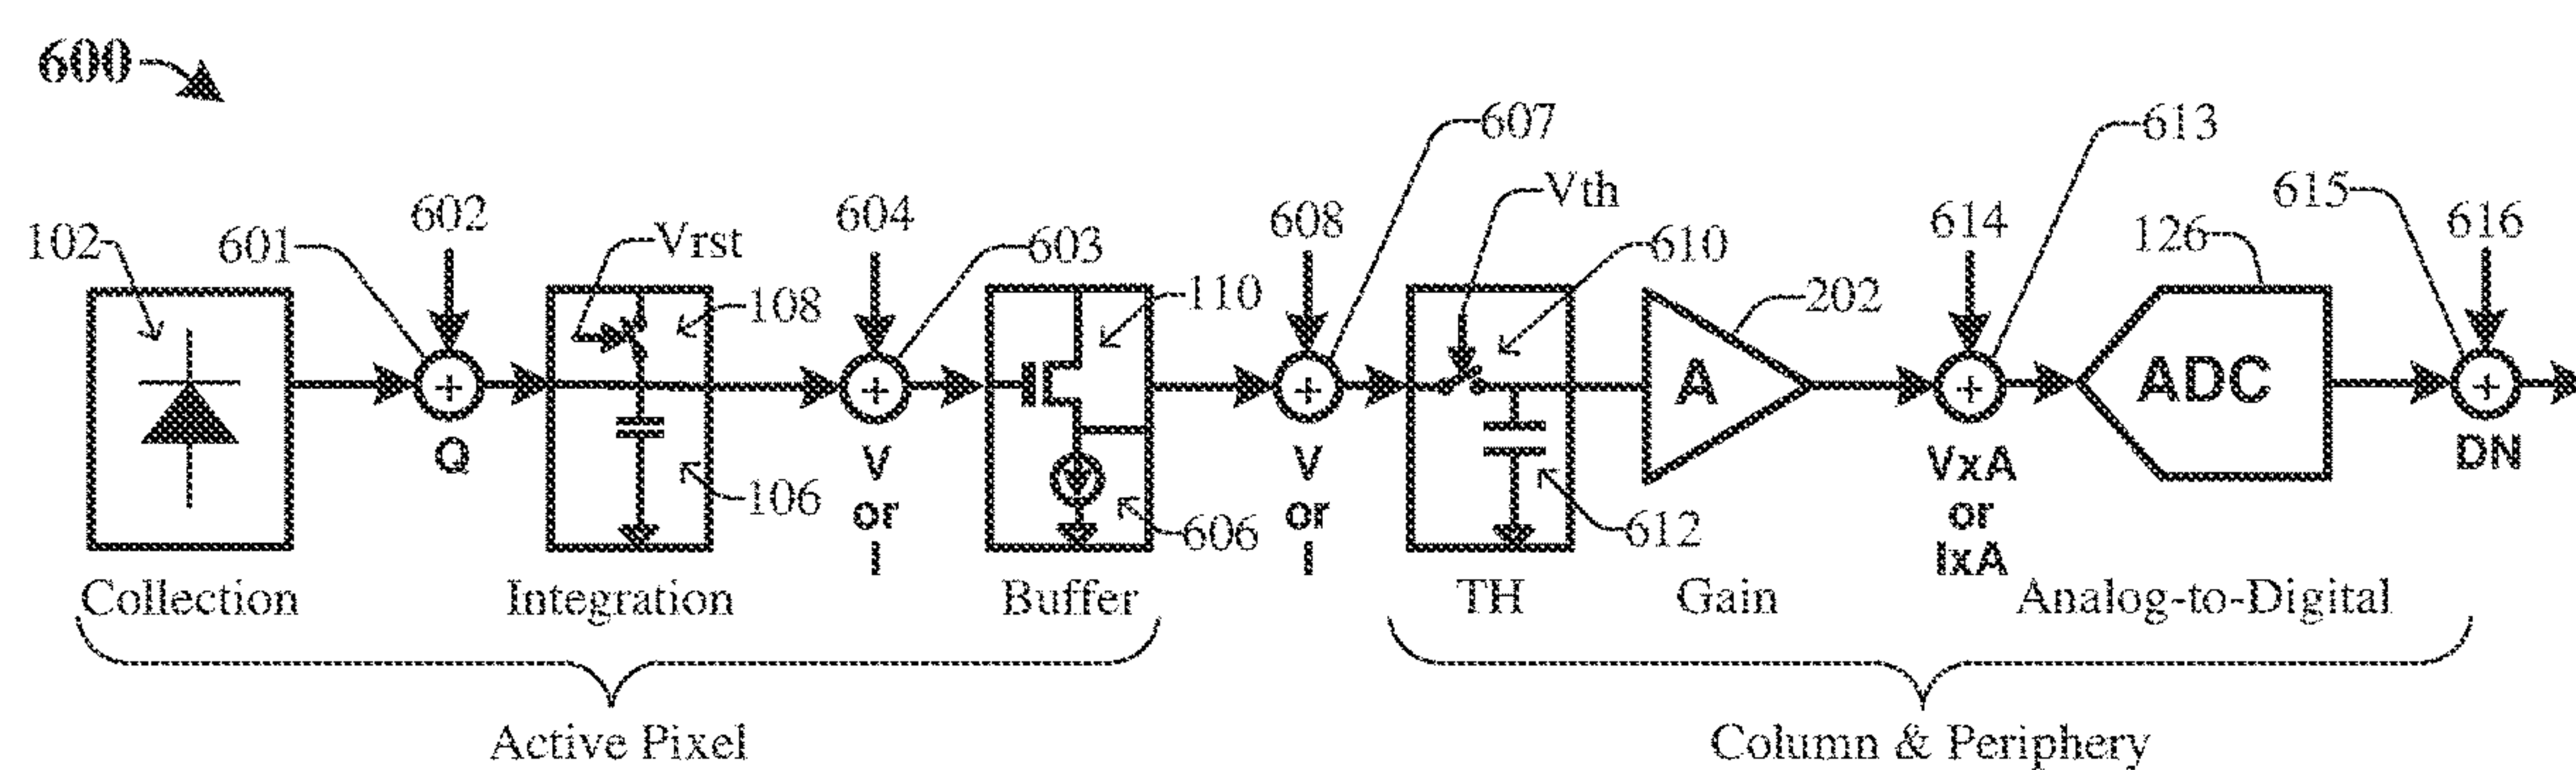 600
607
613
Vth
615
602
604
608
614
616
102
601
Vrst
603
610
126
108
110
202
+
+
+
+
+
A
ADC
Q
V
or
I
V
or
I
VxA
or
IxA
DN
106
606
612
Collection
Integration
Buffer
TH
Gain
Analog-to-Digital
Active Pixel
Column & Periphery